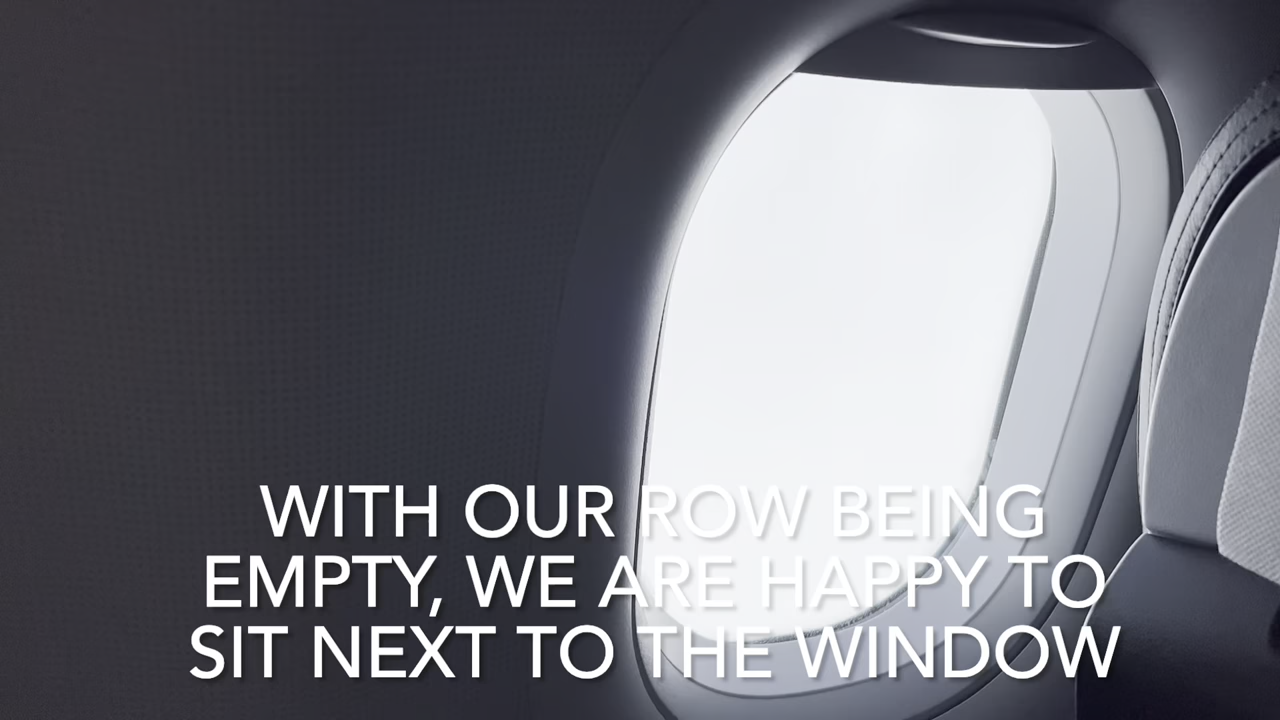 WITH OUR ROW BEING
EMPTY, WE ARE HAPPY TO
SIT NEXT TO THE WINDOW